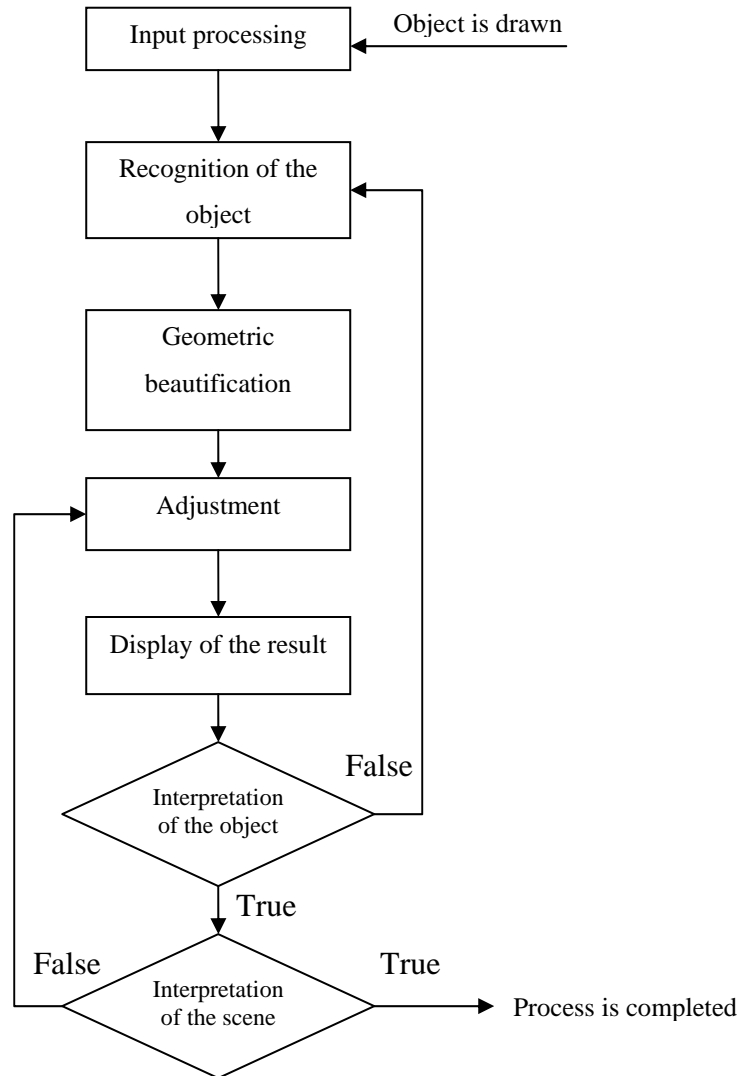 Input processing
Object is drawn
Recognition of the
object
Geometric
beautification
Adjustment
Display of the result
False
Interpretation
of the object
True
False
True
Interpretation
of the scene
Process is completed